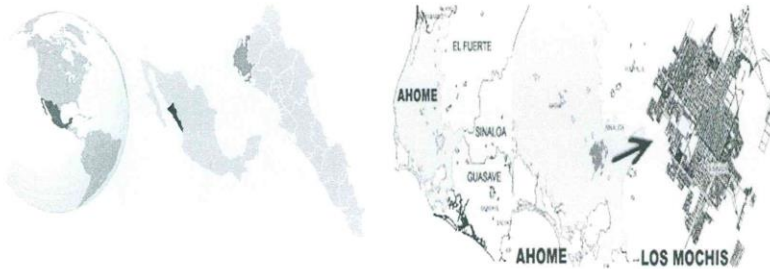 EL FUERTE
AHOME
SINALOA
GUASAVE
AHOME
LOS MOCHIS